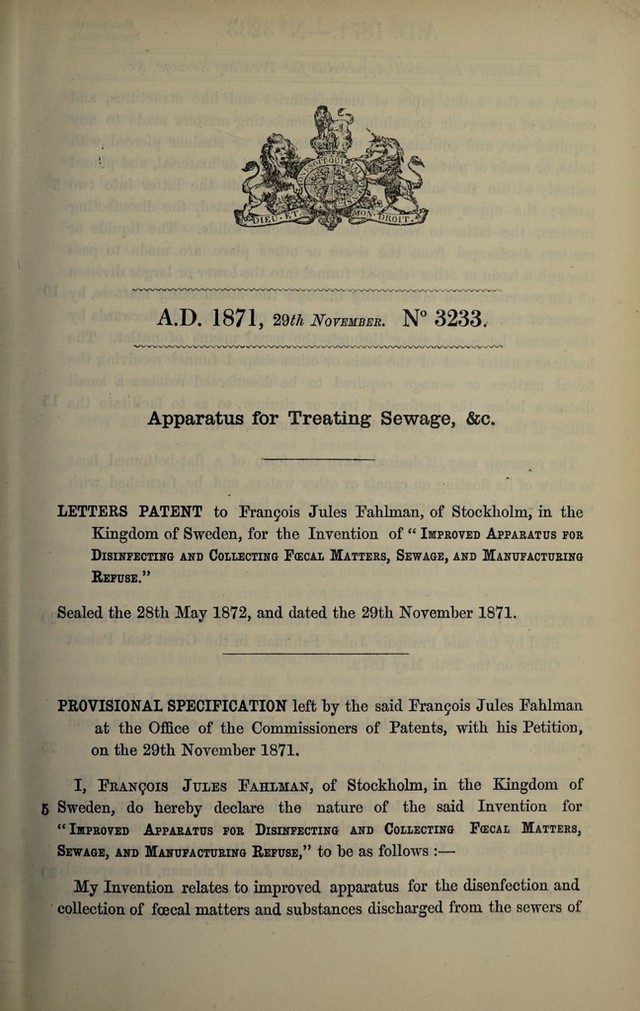 DIEU · ET · MON · DROIT.
A.D. 1871, 29th NOVEMBER. N° 3233.
Apparatus for Treating Sewage, &c.
LETTERS PATENT to François Jules Fahlman, of Stockholm, in the
Kingdom of Sweden, for the Invention of “ IMPROVED APPARATUS FOR
DISINFECTING AND COLLECTING FŒCAL MATTERS, SEWAGE, AND MANUFACTURING
REFUSE.”
Sealed the 28th May 1872, and dated the 29th November 1871.
PROVISIONAL SPECIFICATION left by the said François Jules Fahlman
at the Office of the Commissioners of Patents, with his Petition,
on the 29th November 1871.
I, FRANÇOIS JULES FAHLMAN, of Stockholm, in the Kingdom of
5 Sweden, do hereby declare the nature of the said Invention for
“ IMPROVED APPARATUS FOR DISINFECTING AND COLLECTING FŒCAL MATTERS,
SEWAGE, AND MANUFACTURING REFUSE,” to be as follows :—
My Invention relates to improved apparatus for the disenfection and
collection of fœcal matters and substances discharged from the sewers of